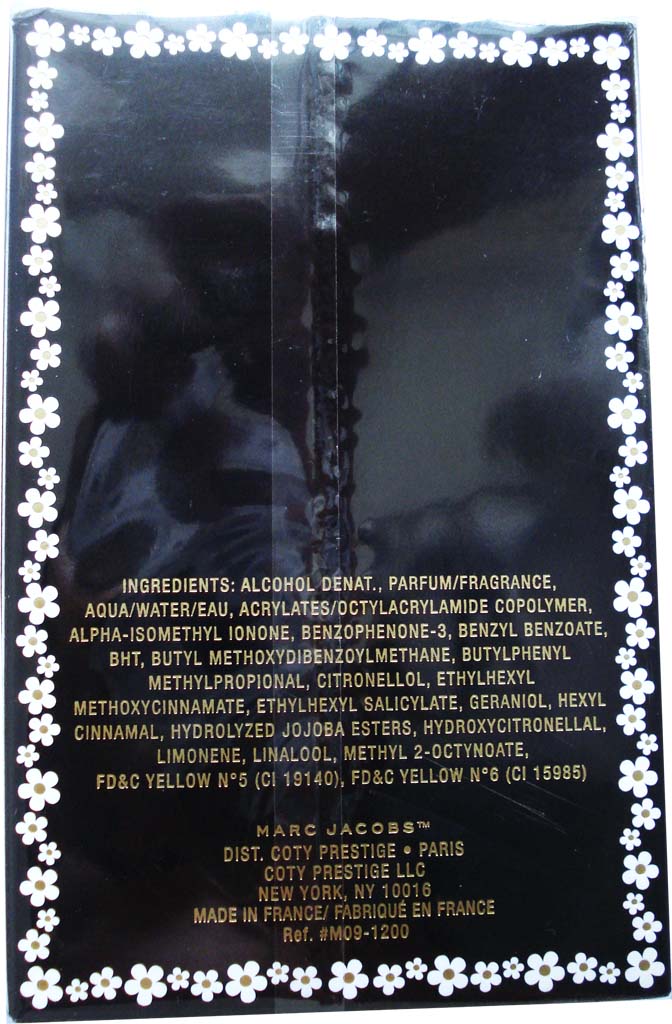 INGREDIENTS: ALCOHOL DENAT., PARFUM/FRAGRANCE,
AQUA/WATER/EAU, ACRYLATES/OCTYLACRYLAMIDE COPOLYMER,
ALPHA-ISOMETHYL IONONE, BENZOPHENONE-3, BENZYL BENZOATE,
BHT, BUTYL METHOXYDIBENZOYLMETHANE, BUTYLPHENYL
METHYLPROPIONAL, CITRONELLOL, ETHYLHEXYL
METHOXYCINNAMATE, ETHYLHEXYL SALICYLATE, GERANIOL, HEXYL
CINNAMAL, HYDROLYZED JOJOBA ESTERS, HYDROXYCITRONELLAL,
LIMONENE, LINALOOL, METHYL 2-OCTYNOATE,
FD&C YELLOW N°5 (CI 19140), FD&C YELLOW N°6 (CI 15985)
MARC JACOBS™
DIST. COTY PRESTIGE • PARIS
COTY PRESTIGE LLC
NEW YORK, NY 10016
MADE IN FRANCE/ FABRIQUÉ EN FRANCE
Ref. #M09-1200